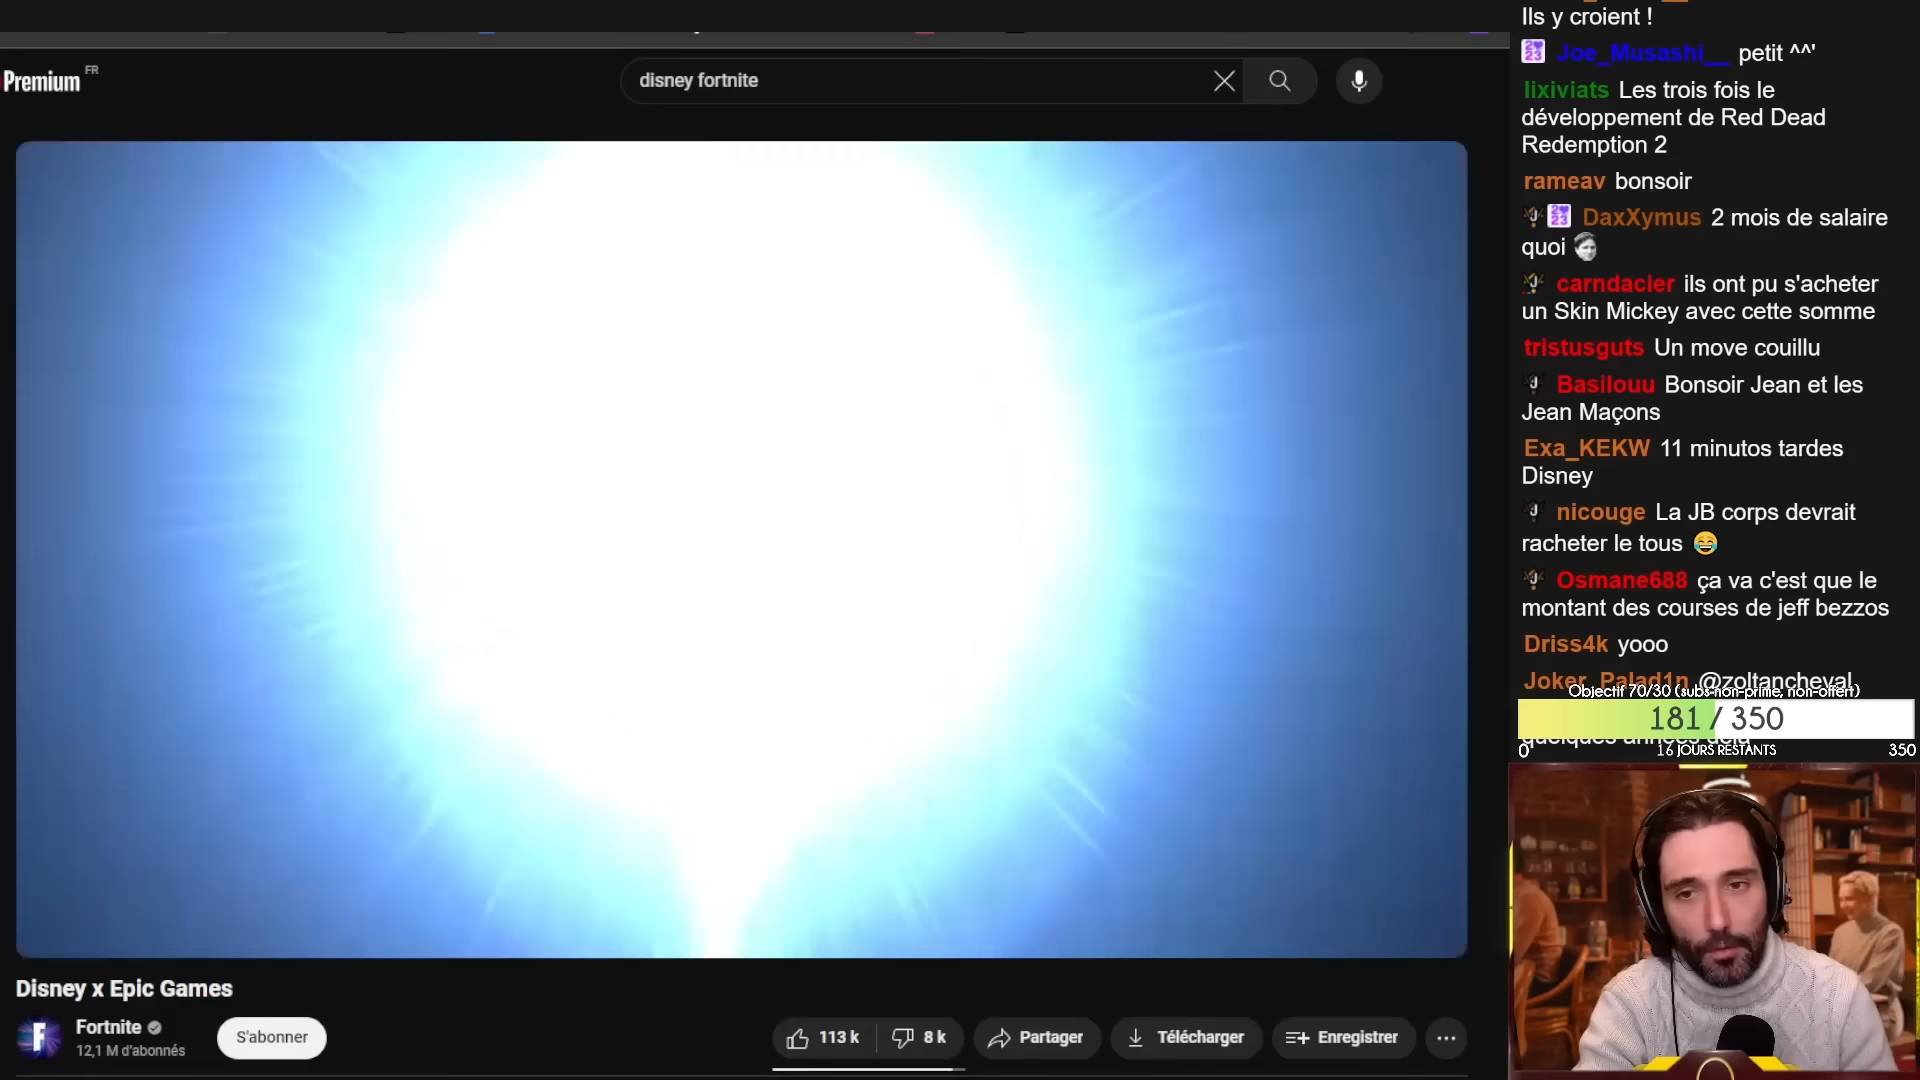 Premium FR
disney fortnite
Disney x Epic Games
Fortnite
12,1 M d'abonnés
S'abonner
113 k
8 k
Partager
Télécharger
Enregistrer
Ils y croient !
Joe_Musashi__ petit ^^'
lixiviats Les trois fois le
développement de Red Dead
Redemption 2
rameav bonsoir
DaxXymus 2 mois de salaire
quoi
carndacier ils ont pu s'acheter
un Skin Mickey avec cette somme
tristusguts Un move couillu
Basilouu Bonsoir Jean et les
Jean Maçons
Exa_KEKW 11 minutos tardes
Disney
nicouge La JB corps devrait
racheter le tous 😂
Osmane688 ça va c'est que le
montant des courses de jeff bezzos
Driss4k yooo
Joker_Palad1n @zoltancheval
Objectif 70/30 (subs non-prime, non-offert)
181 / 350
quelques années déjà
0 16 JOURS RESTANTS 350